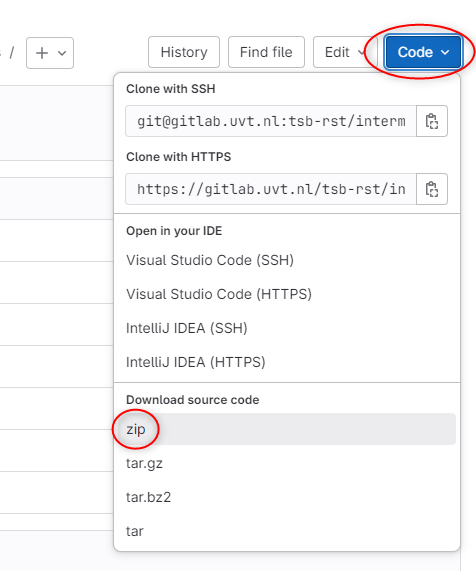 /
+
History
Find file
Edit
Code
Clone with SSH
git@gitlab.uvt.nl:tsb-rst/interm
Clone with HTTPS
https://gitlab.uvt.nl/tsb-rst/in
Open in your IDE
Visual Studio Code (SSH)
Visual Studio Code (HTTPS)
IntelliJ IDEA (SSH)
IntelliJ IDEA (HTTPS)
Download source code
zip
tar.gz
tar.bz2
tar